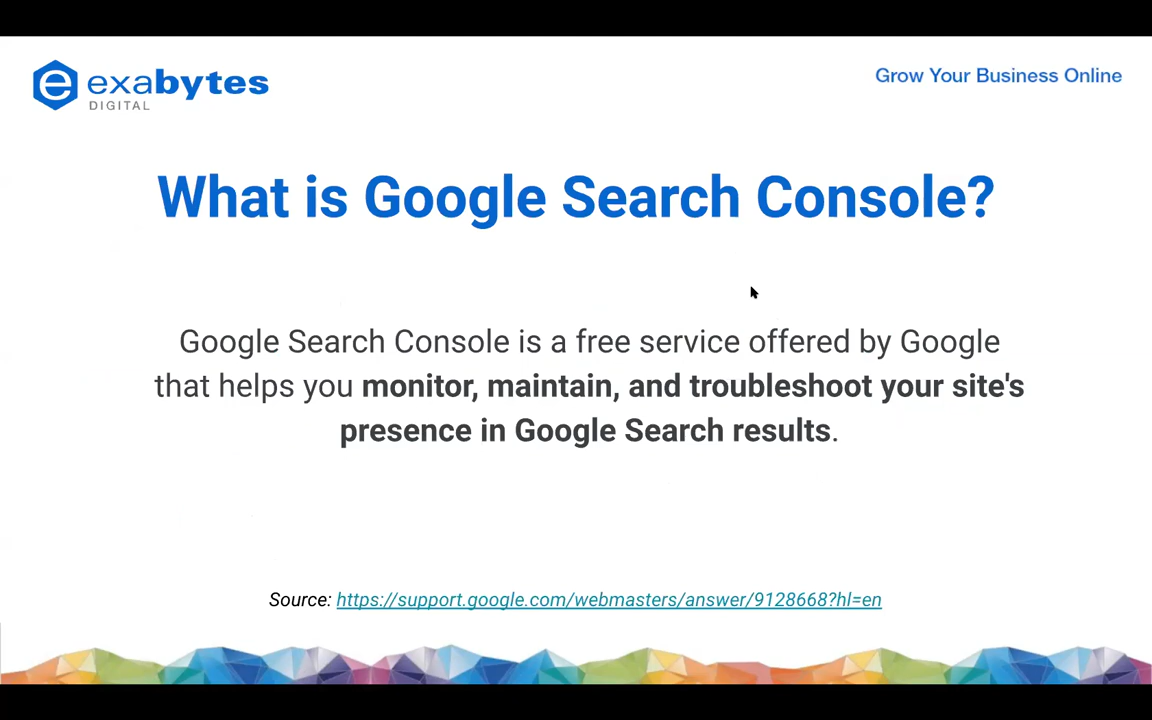 exabytes
DIGITAL
Grow Your Business Online
What is Google Search Console?
Google Search Console is a free service offered by Google
that helps you monitor, maintain, and troubleshoot your site's
presence in Google Search results.
Source: https://support.google.com/webmasters/answer/9128668?hl=en